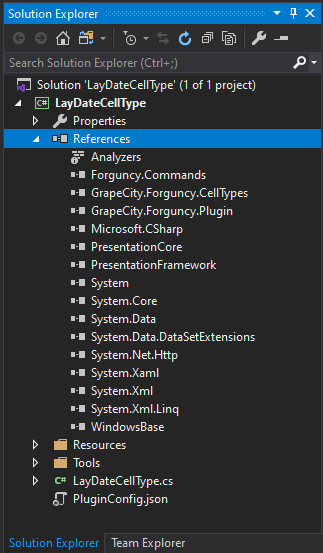 Solution Explorer
Search Solution Explorer (Ctrl+;)
Solution 'LayDateCellType' (1 of 1 project)
C# LayDateCellType
Properties
References
Analyzers
Forguncy.Commands
GrapeCity.Forguncy.CellTypes
GrapeCity.Forguncy.Plugin
Microsoft.CSharp
PresentationCore
PresentationFramework
System
System.Core
System.Data
System.Data.DataSetExtensions
System.Net.Http
System.Xaml
System.Xml
System.Xml.Linq
WindowsBase
Resources
Tools
C# LayDateCellType.cs
PluginConfig.json
Solution Explorer Team Explorer